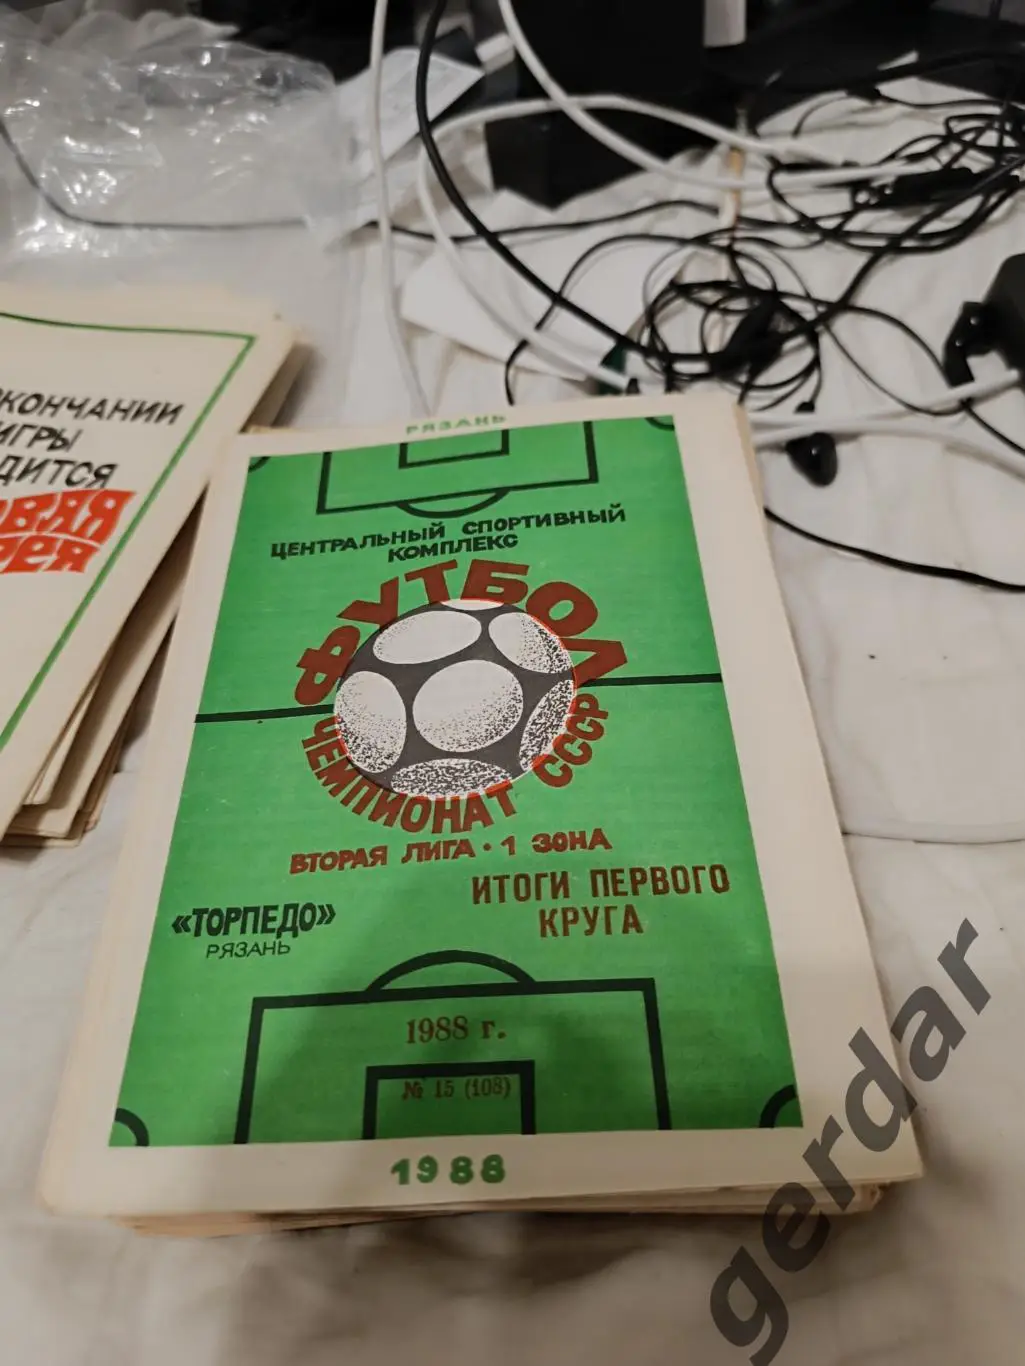 ОКОНЧАНИИ
ИГРЫ
ДИТСЯ
РЯЗАНЬ
ЦЕНТРАЛЬНЫЙ СПОРТИВНЫЙ
КОМПЛЕКС
ФУТБОЛ
ЧЕМПИОНАТ СССР
ВТОРАЯ ЛИГА · 1 ЗОНА
«ТОРПЕДО»
РЯЗАНЬ
ИТОГИ ПЕРВОГО
КРУГА
1988 г.
№ 15 (108)
1988
gerdar